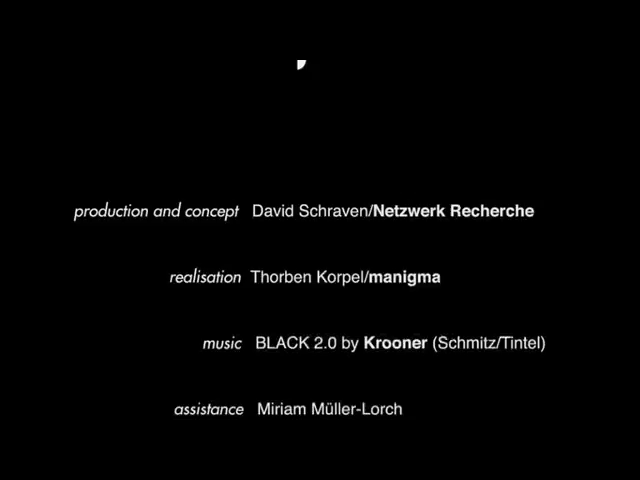 production and concept David Schraven/Netzwerk Recherche
realisation Thorben Korpel/manigma
music BLACK 2.0 by Krooner (Schmitz/Tintel)
assistance Miriam Müller-Lorch